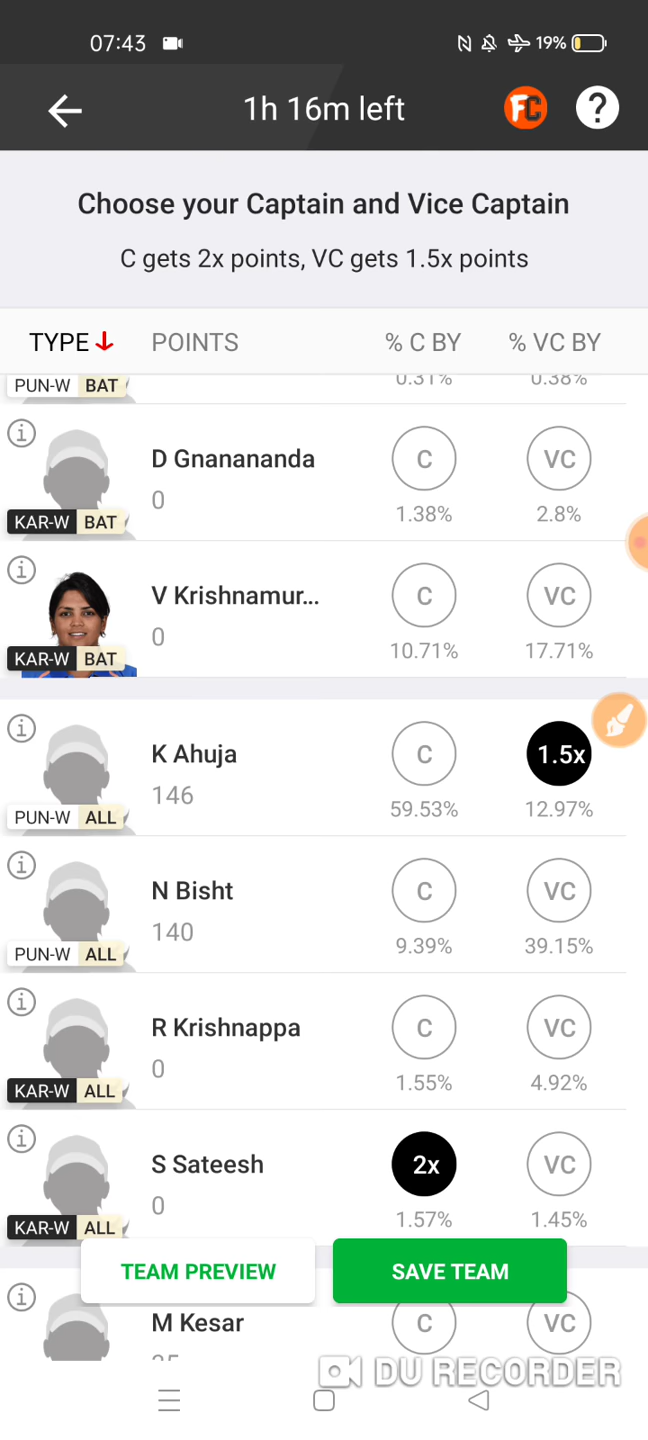 07:43 19%
1h 16m left FC ?
Choose your Captain and Vice Captain
C gets 2x points, VC gets 1.5x points
TYPE POINTS % C BY % VC BY
PUN-W BAT 0.31% 0.38%
D Gnanananda C VC
0
KAR-W BAT 1.38% 2.8%
V Krishnamur... C VC
0
KAR-W BAT 10.71% 17.71%
K Ahuja C 1.5x
146
PUN-W ALL 59.53% 12.97%
N Bisht C VC
140
PUN-W ALL 9.39% 39.15%
R Krishnappa C VC
0
KAR-W ALL 1.55% 4.92%
S Sateesh 2x VC
0
KAR-W ALL 1.57% 1.45%
TEAM PREVIEW SAVE TEAM
M Kesar C VC
DU RECORDER